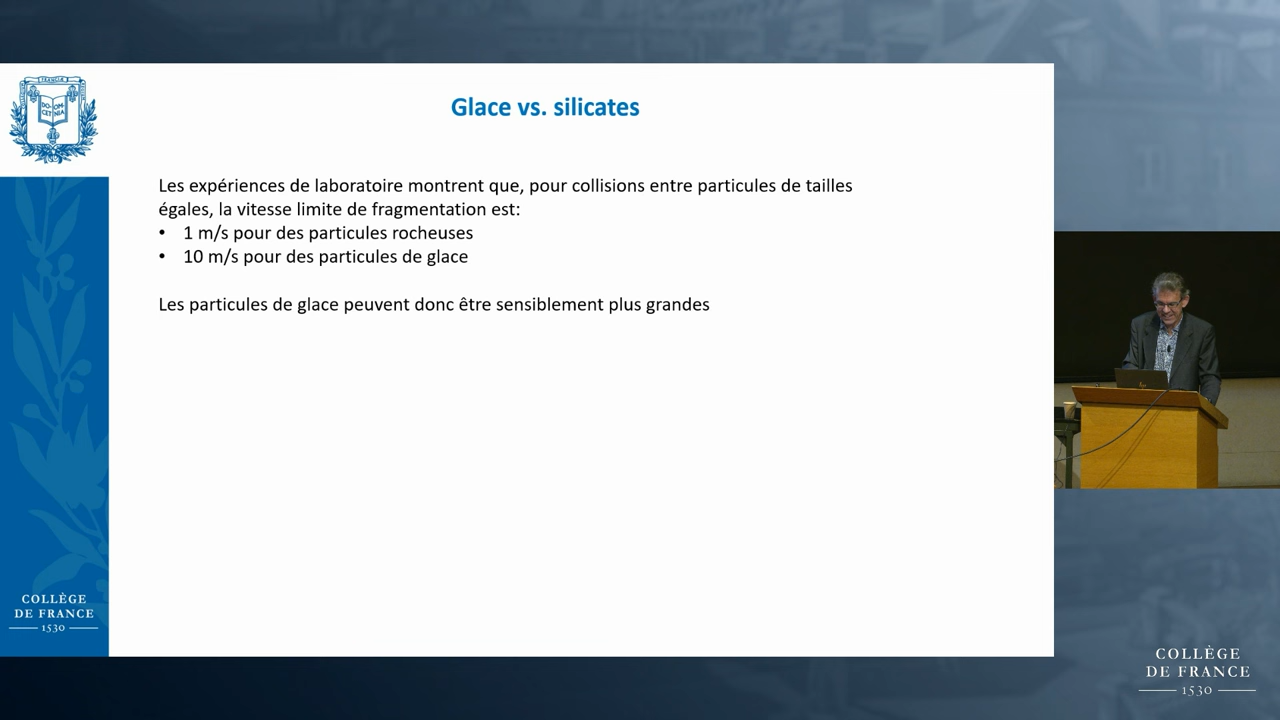 Glace vs. silicates
Les expériences de laboratoire montrent que, pour collisions entre particules de tailles
égales, la vitesse limite de fragmentation est:
• 1 m/s pour des particules rocheuses
• 10 m/s pour des particules de glace
Les particules de glace peuvent donc être sensiblement plus grandes
COLLÈGE
DE FRANCE
1530
COLLÈGE
DE FRANCE
1530